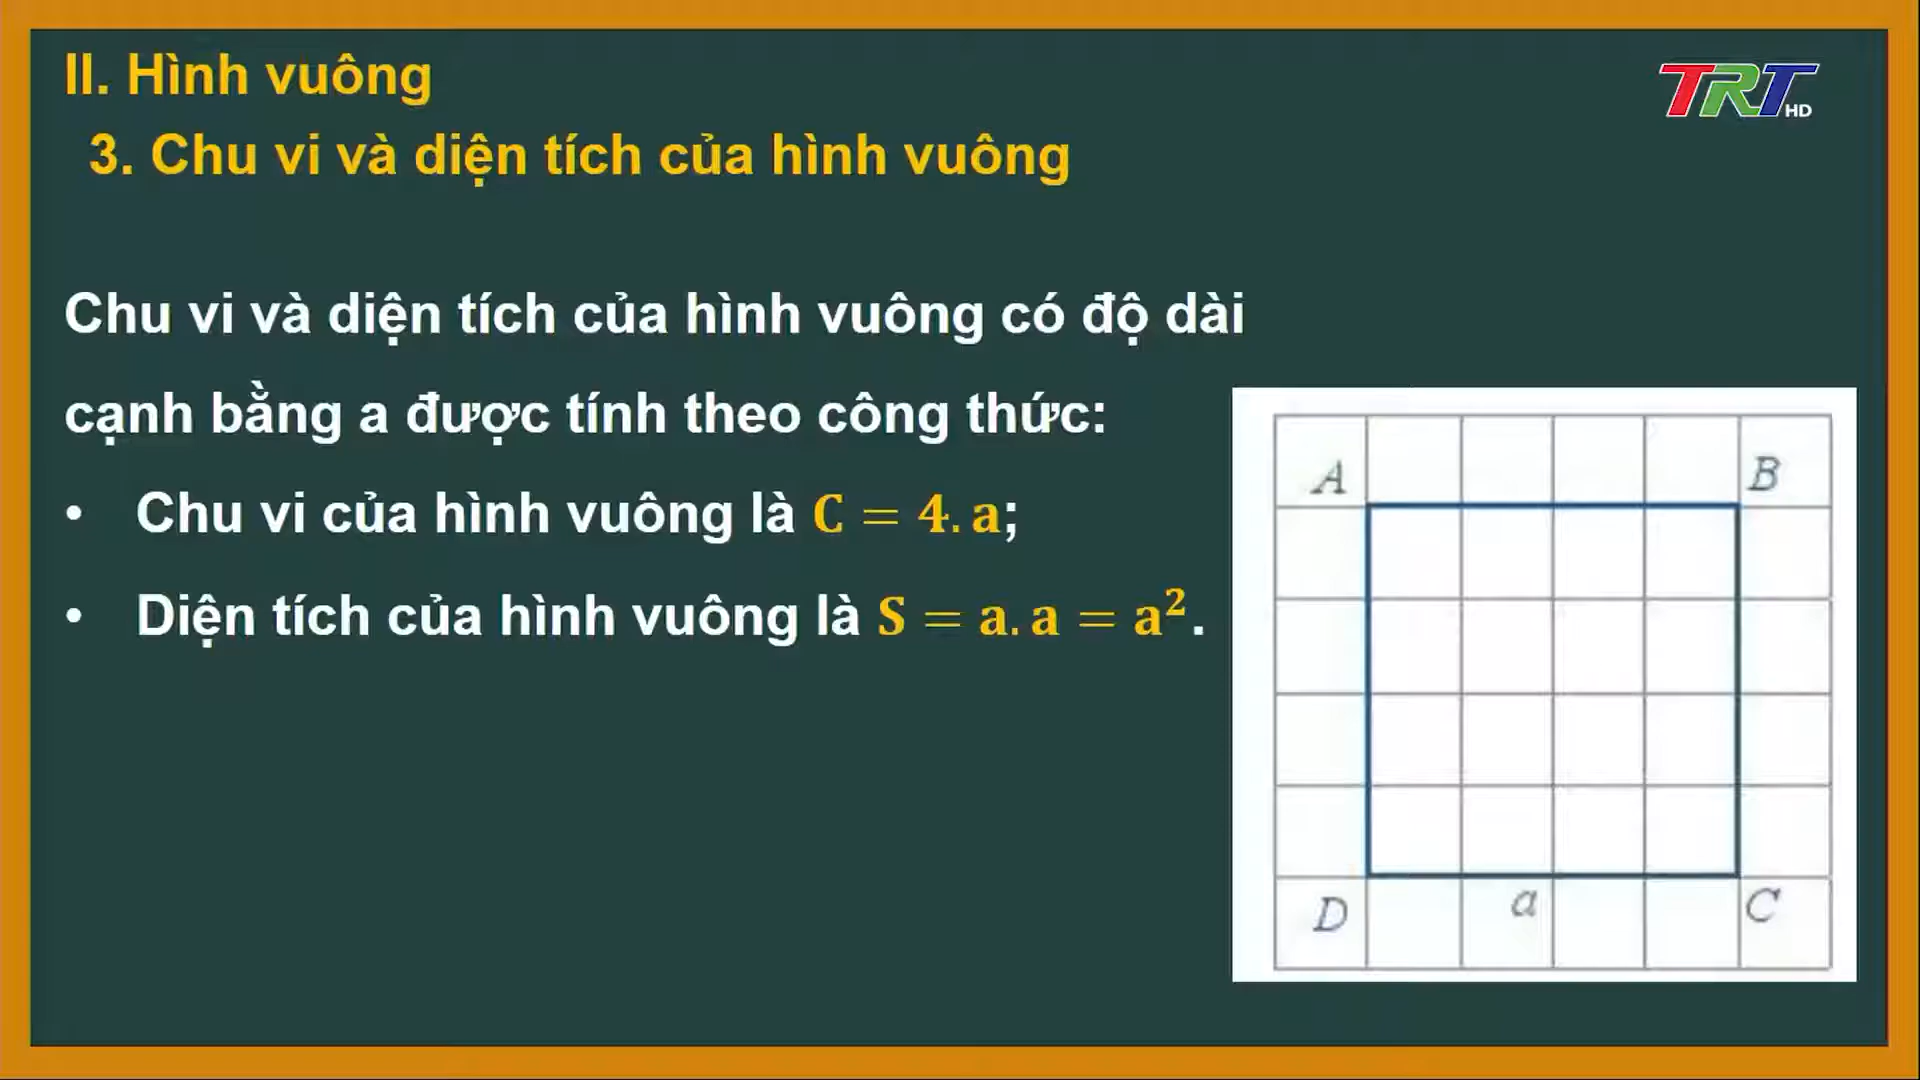 II. Hình vuông
TRT HD
3. Chu vi và diện tích của hình vuông
Chu vi và diện tích của hình vuông có độ dài
cạnh bằng a được tính theo công thức:
• Chu vi của hình vuông là C = 4. a;
• Diện tích của hình vuông là S = a. a = a².
A B
D a C